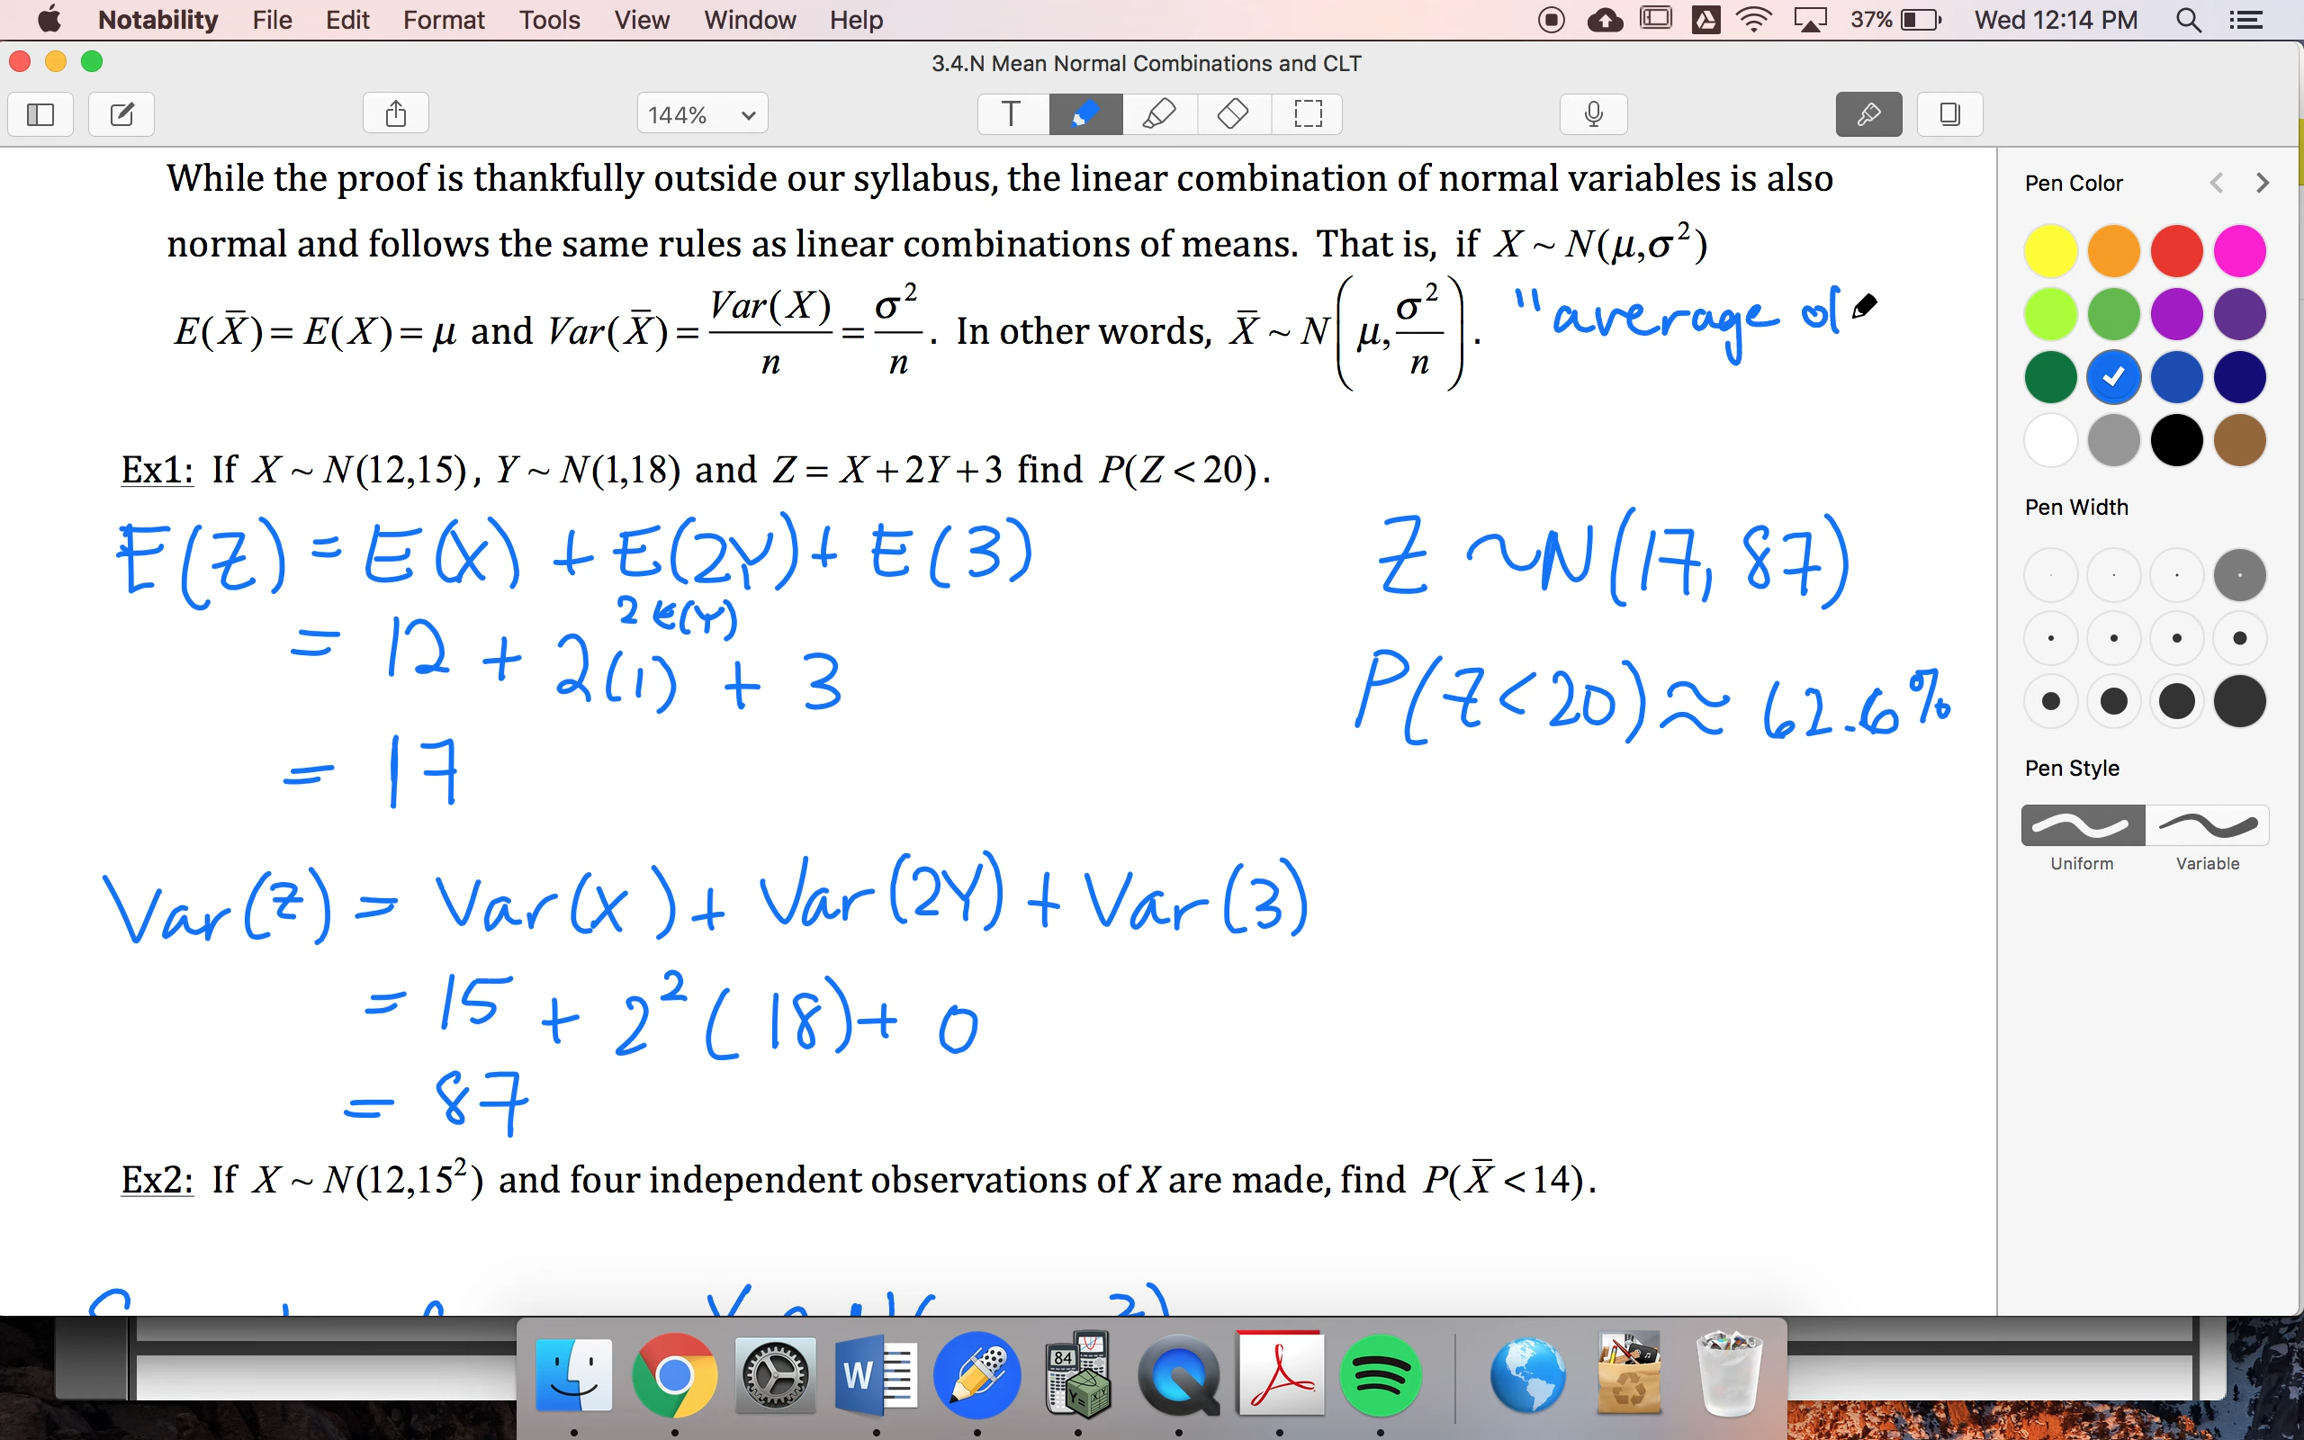 Notability File Edit Format Tools View Window Help 37% Wed 12:14 PM
3.4.N Mean Normal Combinations and CLT
144% T
While the proof is thankfully outside our syllabus, the linear combination of normal variables is also
normal and follows the same rules as linear combinations of means. That is, if X ~ N(μ,σ²)
E(X̄) = E(X) = μ and Var(X̄) = Var(X)/n = σ²/n. In other words, X̄ ~ N(μ, σ²/n). "average of
Ex1: If X ~ N(12,15), Y ~ N(1,18) and Z = X+2Y+3 find P(Z<20).
E(Z) = E(X) + E(2Y) + E(3)
2E(Y)
= 12 + 2(1) + 3
= 17
Z ~ N(17, 87)
P(Z<20) ≈ 62.6%
Var(Z) = Var(X) + Var(2Y) + Var(3)
= 15 + 2²(18) + 0
= 87
Ex2: If X ~ N(12,15²) and four independent observations of X are made, find P(X̄ <14).
Pen Color
Pen Width
Pen Style
Uniform Variable
W 84